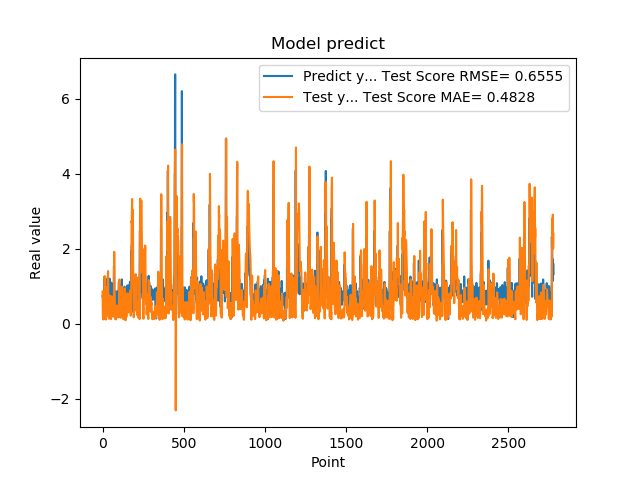 Model predict
Predict y... Test Score RMSE= 0.6555
Test y... Test Score MAE= 0.4828
Real value
6
4
2
0
−2
0 500 1000 1500 2000 2500
Point